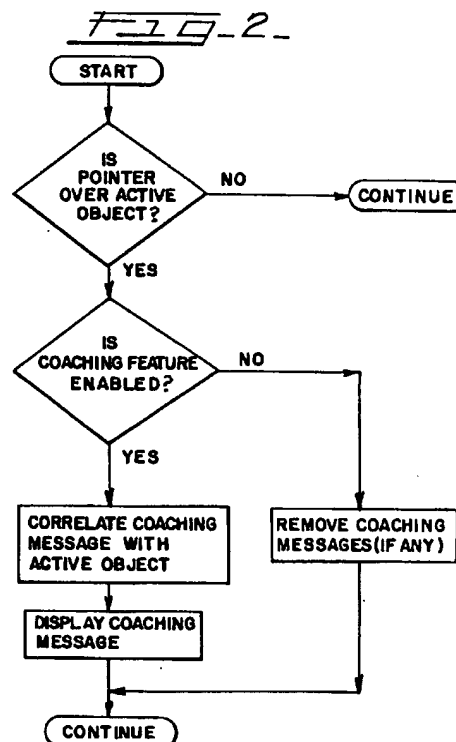 Fig-2-
START
IS
POINTER
OVER ACTIVE
OBJECT?
NO
CONTINUE
YES
IS
COACHING FEATURE
ENABLED?
NO
YES
CORRELATE COACHING
MESSAGE WITH
ACTIVE OBJECT
REMOVE COACHING
MESSAGES(IF ANY)
DISPLAY COACHING
MESSAGE
CONTINUE